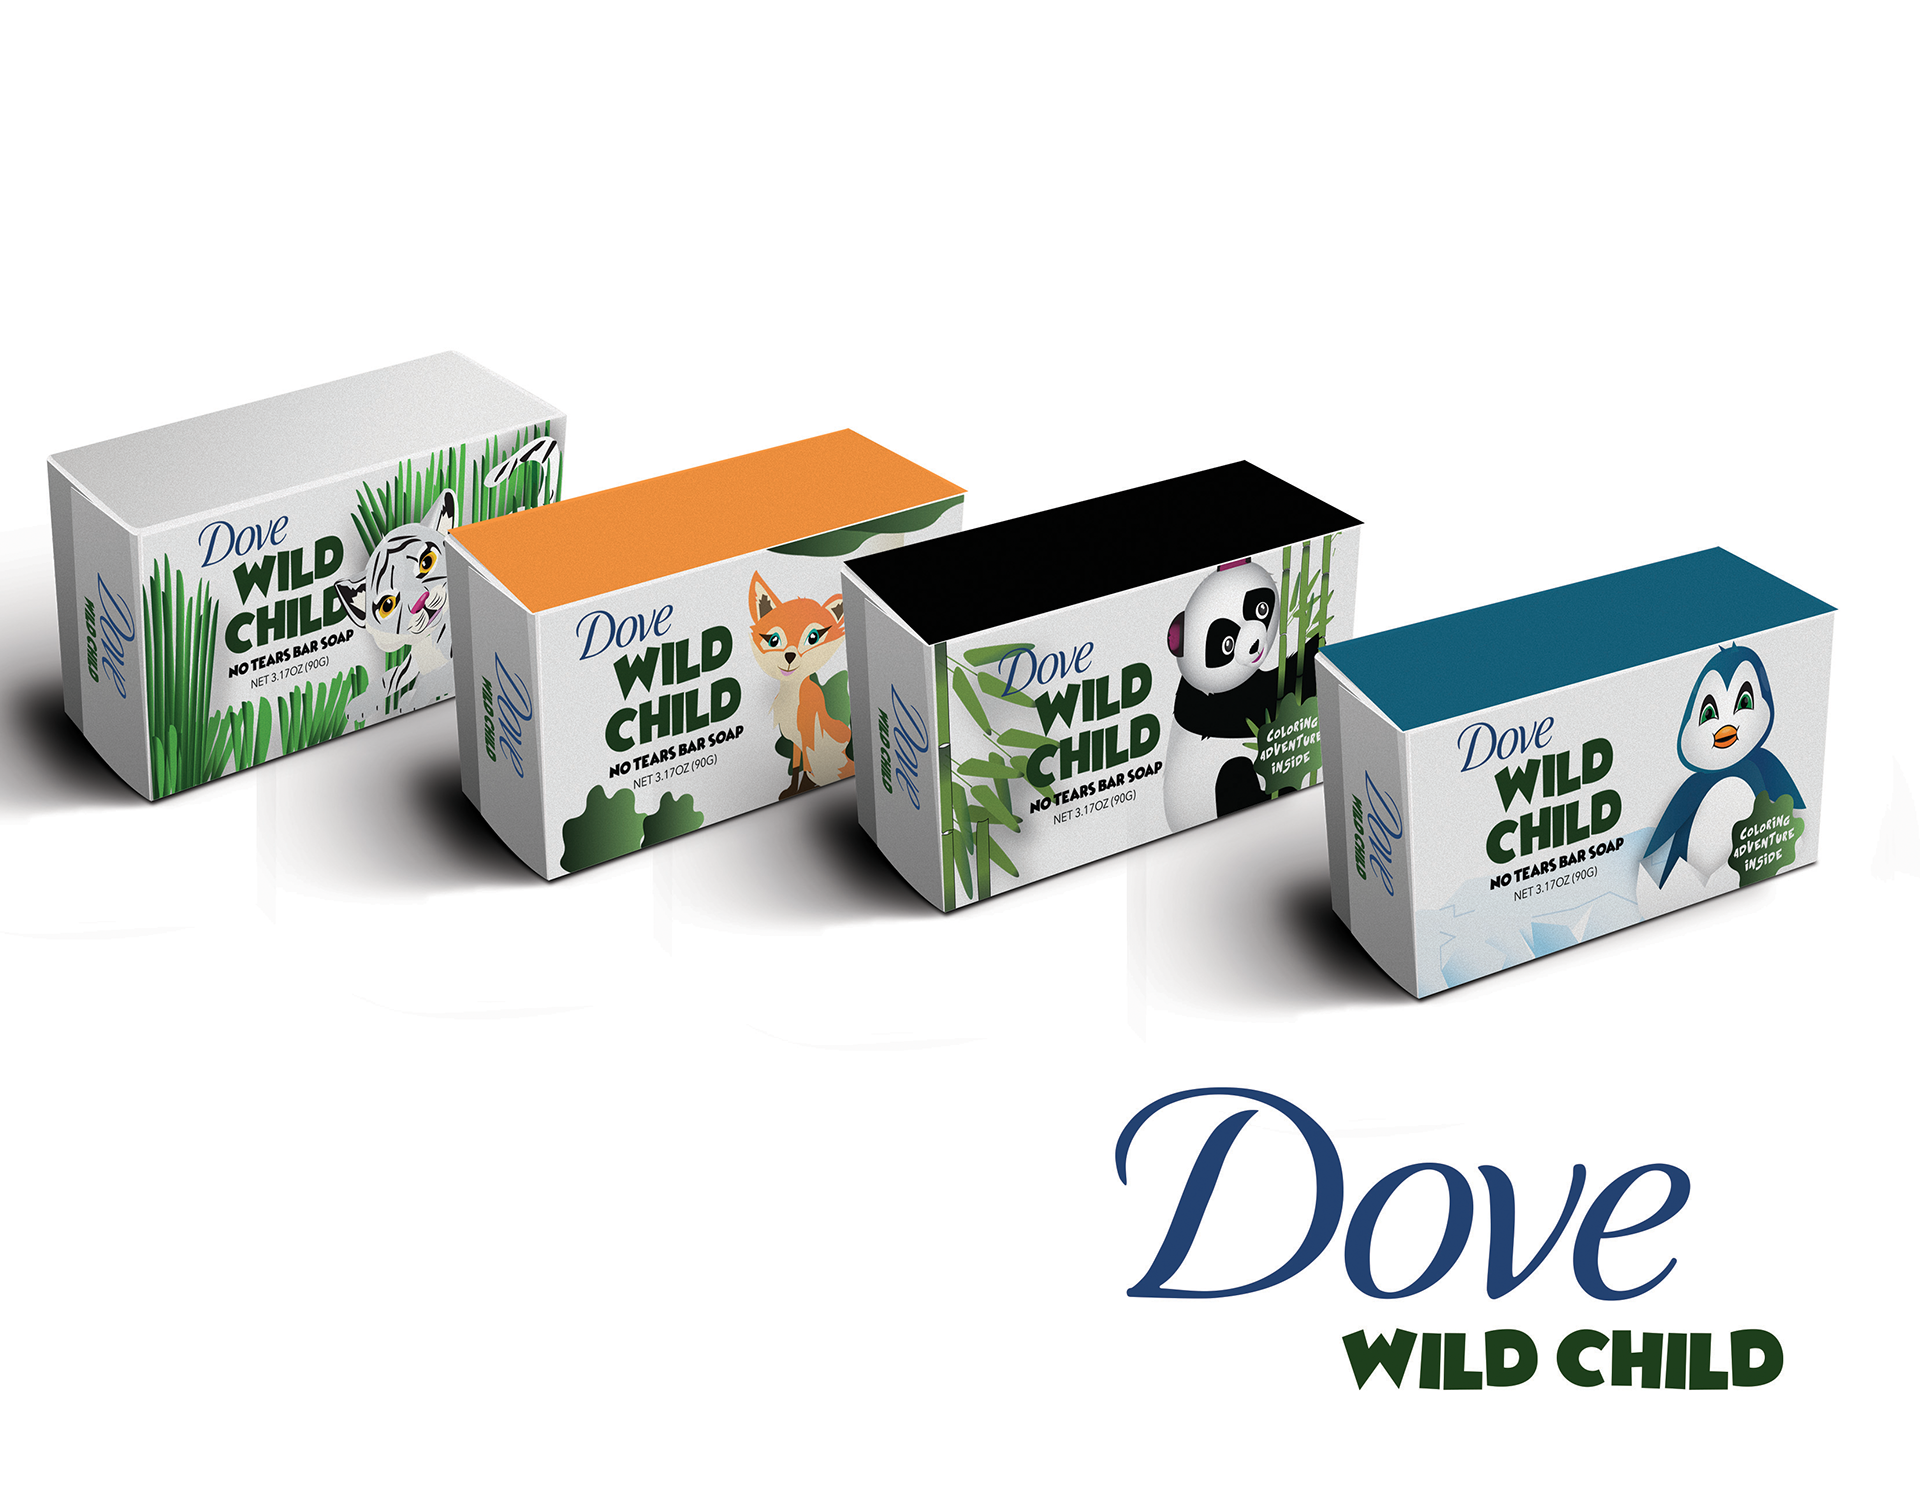 Dove
WILD
CHILD
NO TEARS BAR SOAP
NET 3.17OZ (90G)
Dove
WILD CHILD
Dove
WILD
CHILD
NO TEARS BAR SOAP
NET 3.17OZ (90G)
Dove
WILD CHILD
Dove
WILD
CHILD
NO TEARS BAR SOAP
NET 3.17OZ (90G)
COLORING
ADVENTURE
INSIDE
Dove
WILD CHILD
Dove
WILD
CHILD
NO TEARS BAR SOAP
NET 3.17OZ (90G)
COLORING
ADVENTURE
INSIDE
Dove
WILD CHILD
Dove
WILD CHILD